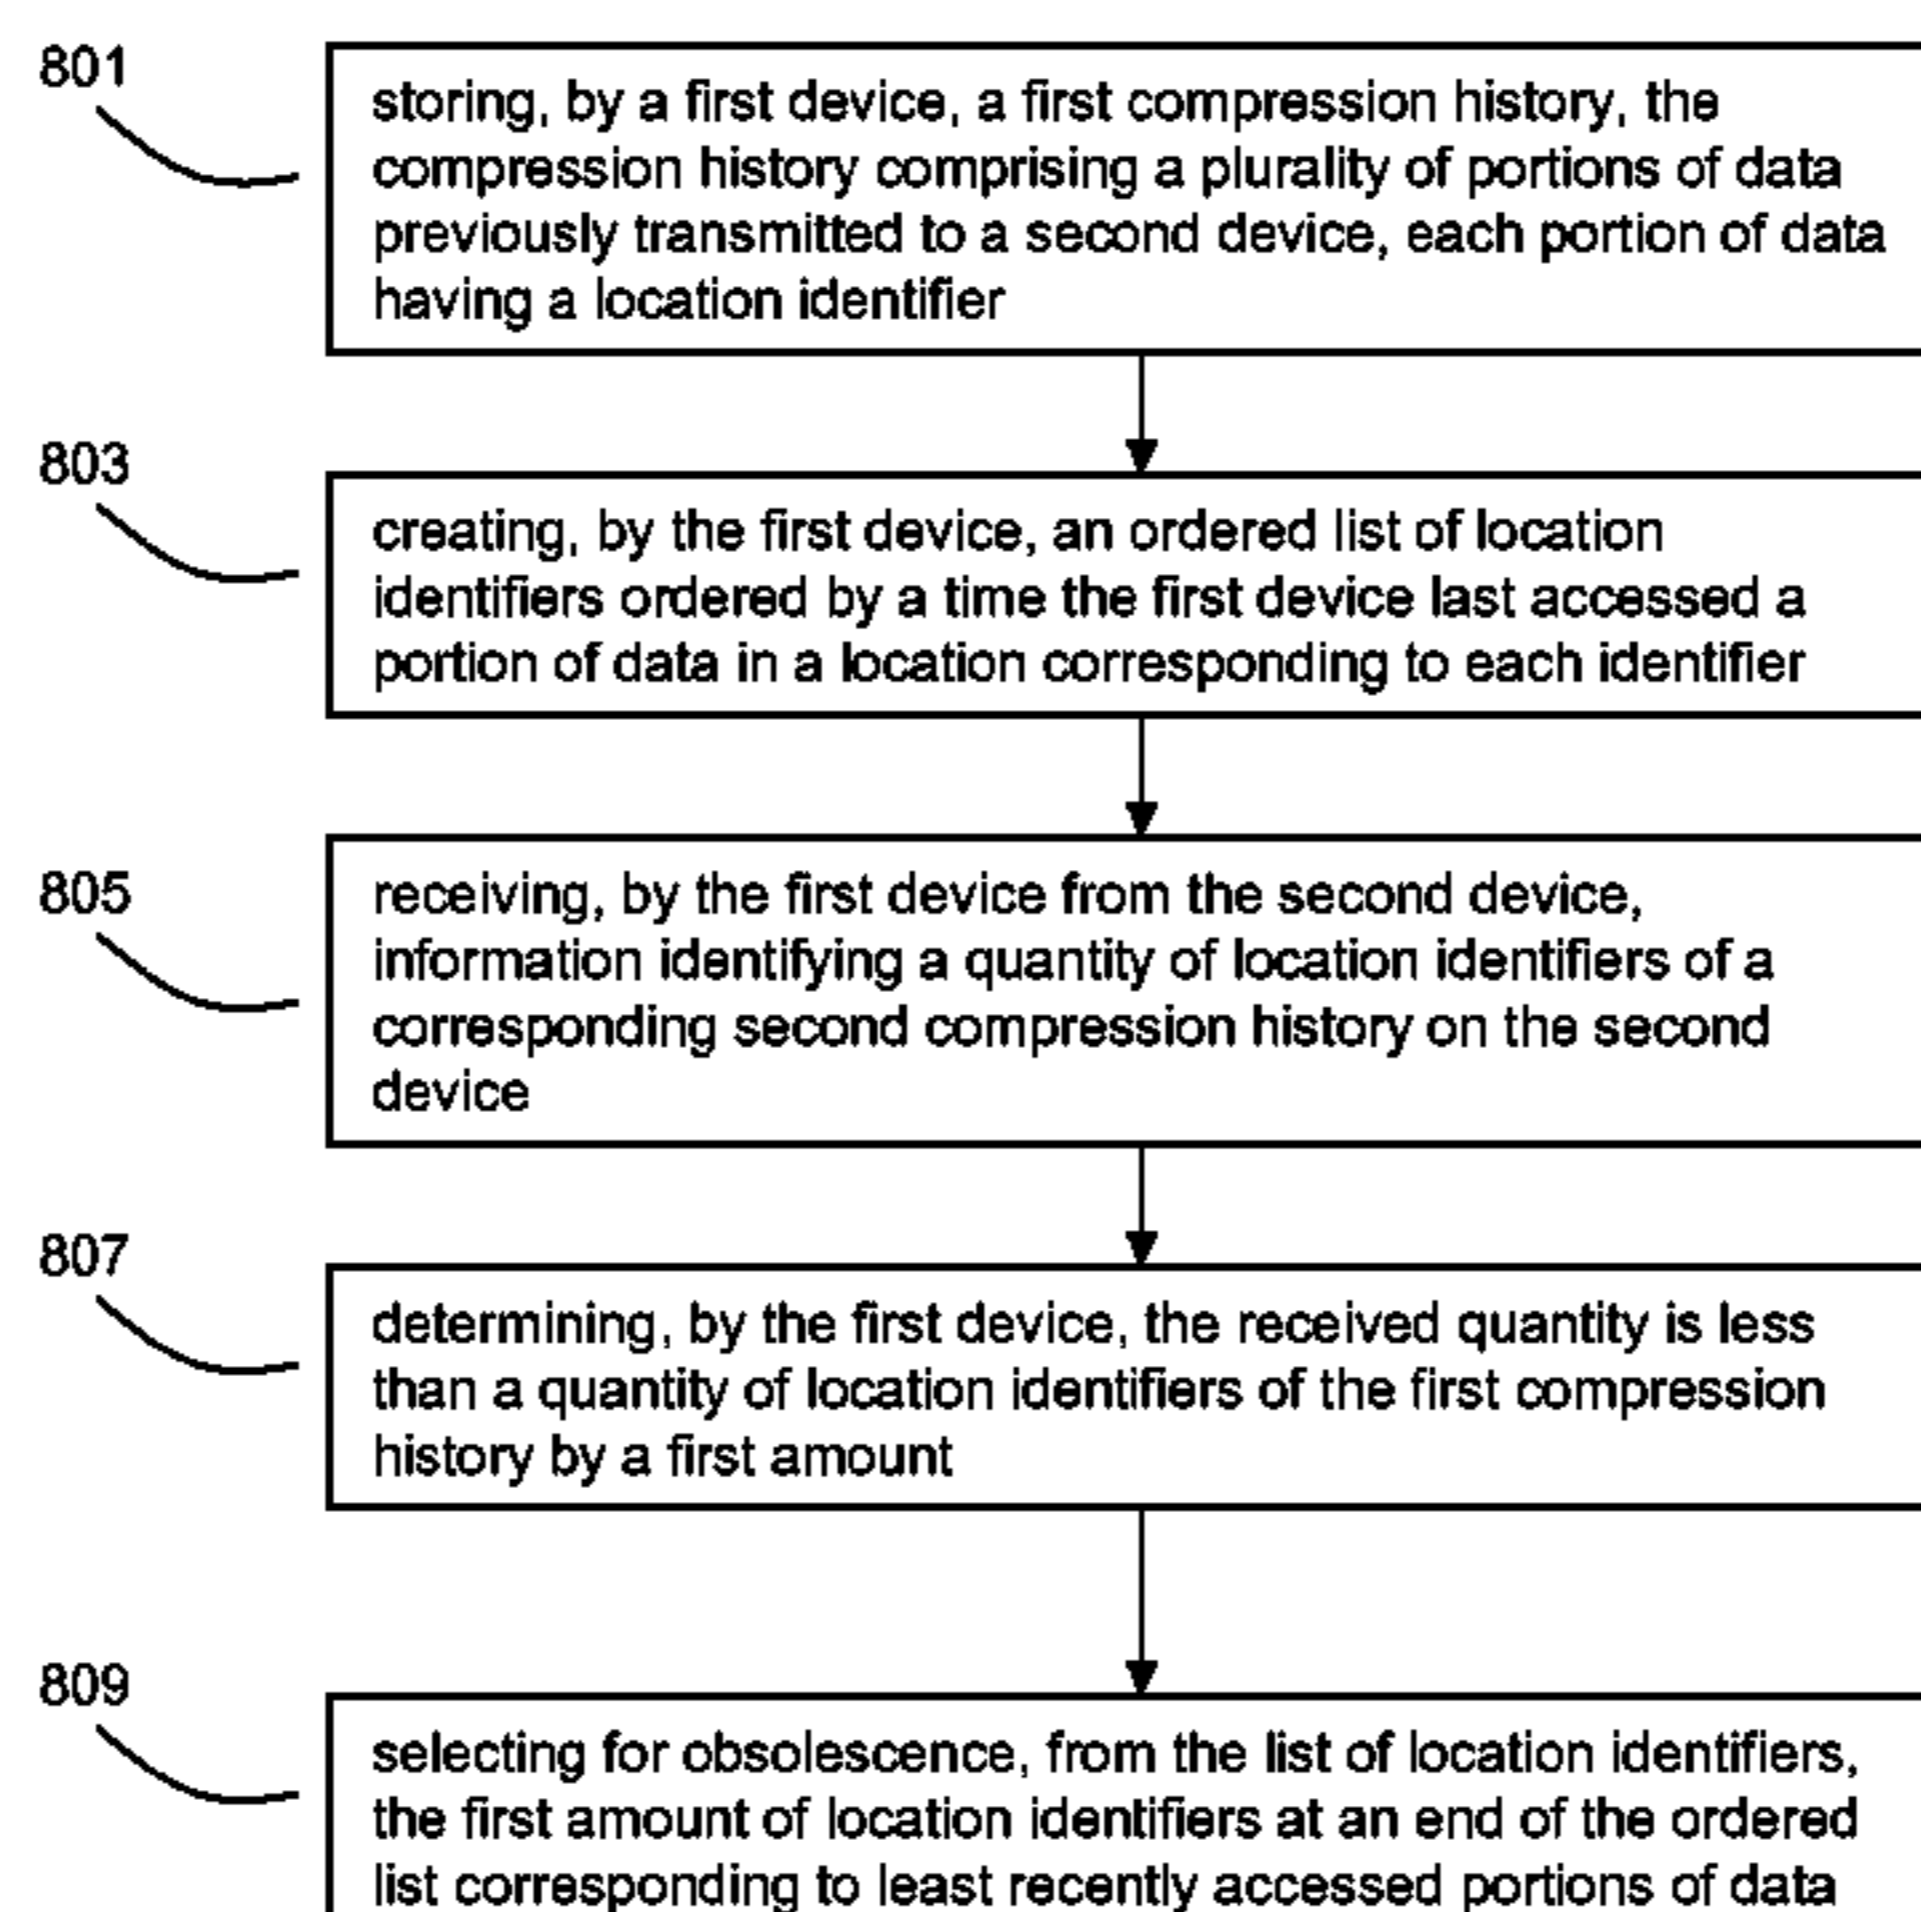 801
storing, by a first device, a first compression history, the
compression history comprising a plurality of portions of data
previously transmitted to a second device, each portion of data
having a location identifier
803
creating, by the first device, an ordered list of location
identifiers ordered by a time the first device last accessed a
portion of data in a location corresponding to each identifier
805
receiving, by the first device from the second device,
information identifying a quantity of location identifiers of a
corresponding second compression history on the second
device
807
determining, by the first device, the received quantity is less
than a quantity of location identifiers of the first compression
history by a first amount
809
selecting for obsolescence, from the list of location identifiers,
the first amount of location identifiers at an end of the ordered
list corresponding to least recently accessed portions of data